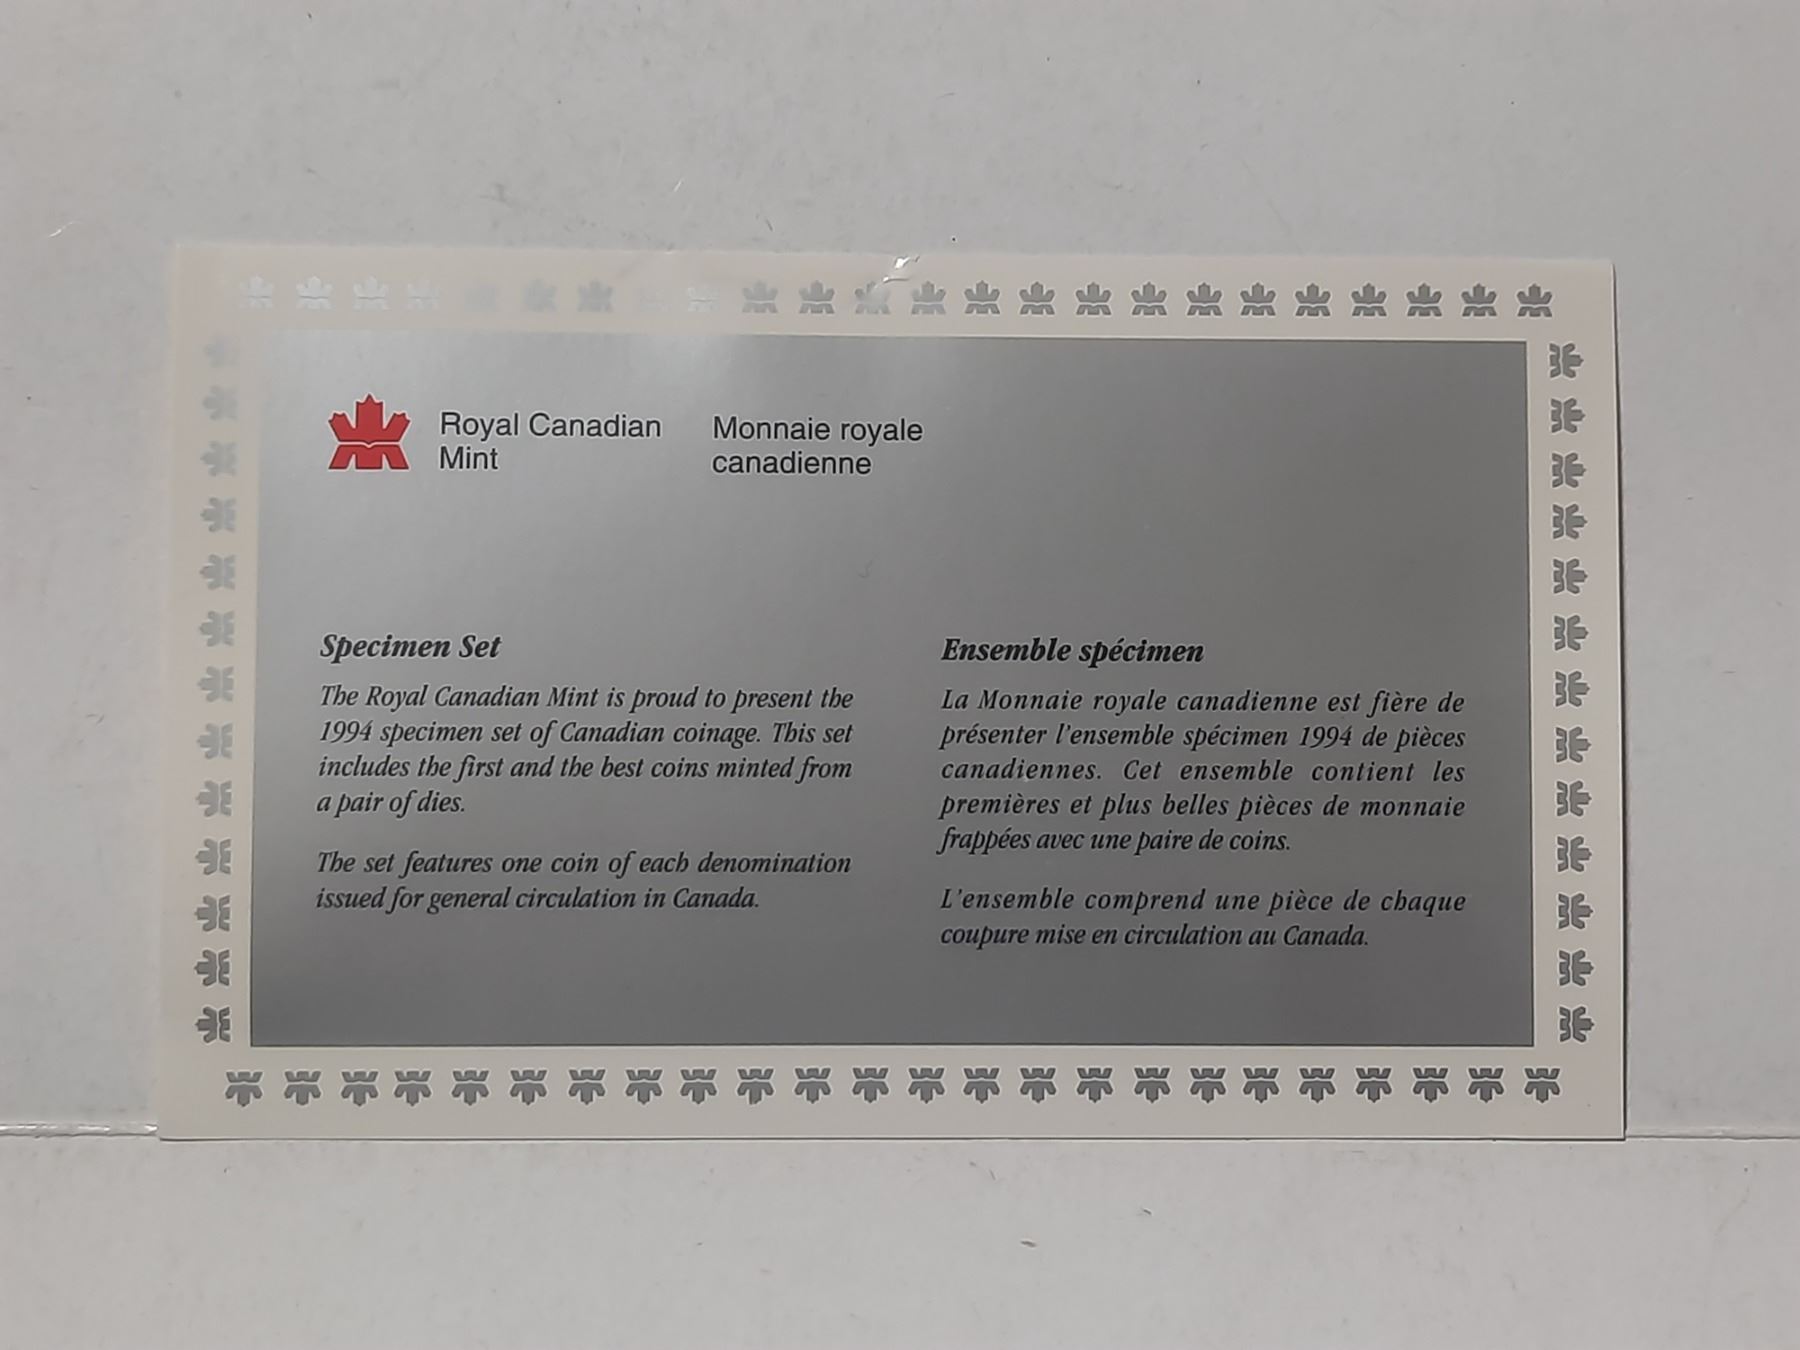 Royal Canadian
Mint
Monnaie royale
canadienne
Specimen Set
The Royal Canadian Mint is proud to present the
1994 specimen set of Canadian coinage. This set
includes the first and the best coins minted from
a pair of dies.
The set features one coin of each denomination
issued for general circulation in Canada.
Ensemble spécimen
La Monnaie royale canadienne est fière de
présenter l'ensemble spécimen 1994 de pièces
canadiennes. Cet ensemble contient les
premières et plus belles pièces de monnaie
frappées avec une paire de coins.
L'ensemble comprend une pièce de chaque
coupure mise en circulation au Canada.